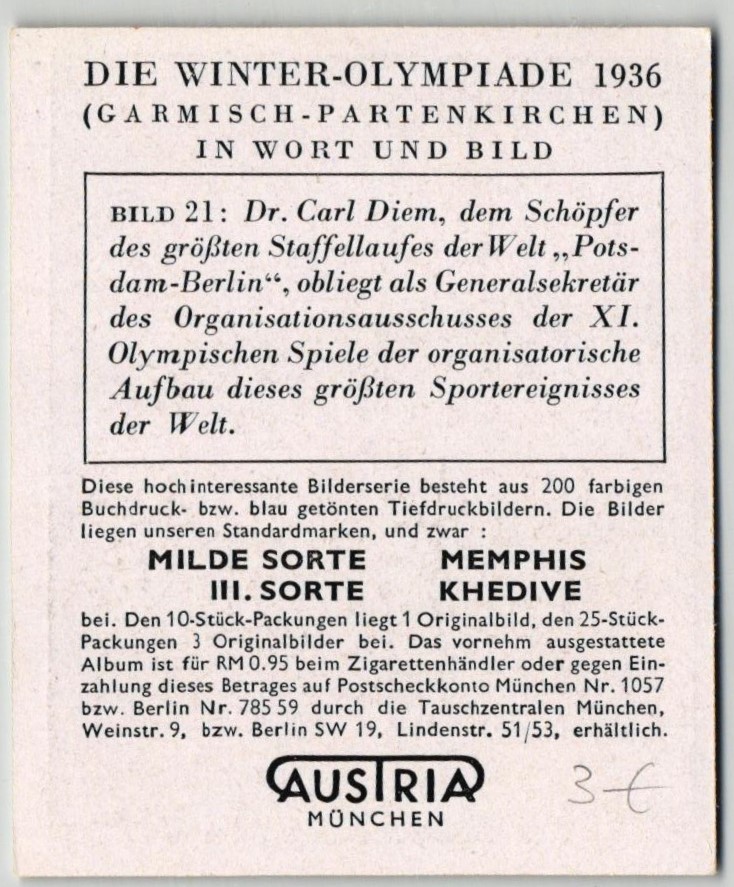 DIE WINTER-OLYMPIADE 1936
(GARMISCH-PARTENKIRCHEN)
IN WORT UND BILD
BILD 21: Dr. Carl Diem, dem Schöpfer
des größten Staffellaufes der Welt „Pots-
dam-Berlin“, obliegt als Generalsekretär
des Organisationsausschusses der XI.
Olympischen Spiele der organisatorische
Aufbau dieses größten Sportereignisses
der Welt.
Diese hochinteressante Bilderserie besteht aus 200 farbigen
Buchdruck- bzw. blau getönten Tiefdruckbildern. Die Bilder
liegen unseren Standardmarken, und zwar :
MILDE SORTE MEMPHIS
III. SORTE KHEDIVE
bei. Den 10-Stück-Packungen liegt 1 Originalbild, den 25-Stück-
Packungen 3 Originalbilder bei. Das vornehm ausgestattete
Album ist für RM 0.95 beim Zigarettenhändler oder gegen Ein-
zahlung dieses Betrages auf Postscheckkonto München Nr. 1057
bzw. Berlin Nr. 785 59 durch die Tauschzentralen München,
Weinstr. 9, bzw. Berlin SW 19, Lindenstr. 51/53, erhältlich.
AUSTRIA
MÜNCHEN
3 €